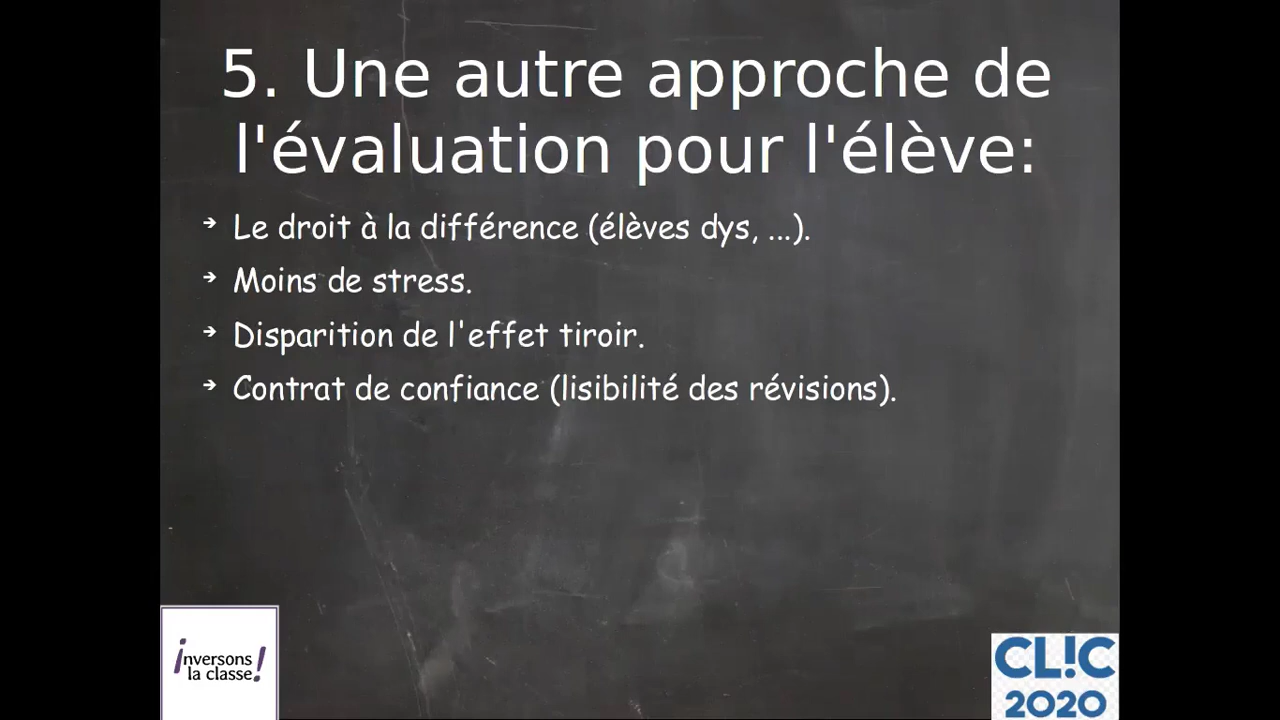 5. Une autre approche de
l'évaluation pour l'élève:
➔ Le droit à la différence (élèves dys, ...).
➔ Moins de stress.
➔ Disparition de l'effet tiroir.
➔ Contrat de confiance (lisibilité des révisions).
¡nversons
la classe!
CL!C
2020